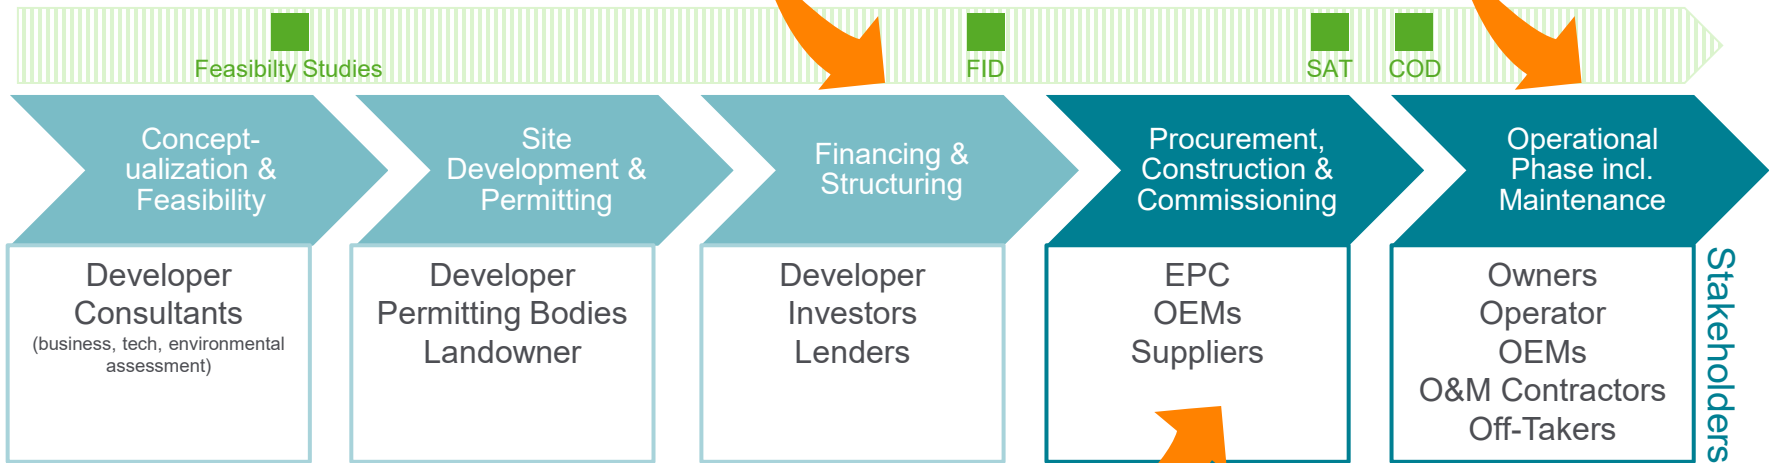 Feasibilty Studies
FID
SAT
COD
Concept-
ualization &
Feasibility
Site
Development &
Permitting
Financing &
Structuring
Procurement,
Construction &
Commissioning
Operational
Phase incl.
Maintenance
Developer
Consultants
(business, tech, environmental
assessment)
Developer
Permitting Bodies
Landowner
Developer
Investors
Lenders
EPC
OEMs
Suppliers
Owners
Operator
OEMs
O&M Contractors
Off-Takers
Stakeholders